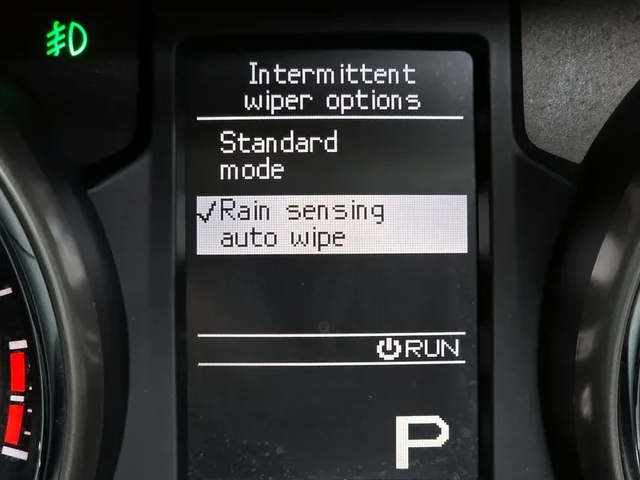 Intermittent
wiper options
Standard
mode
✓Rain sensing
auto wipe
RUN
P